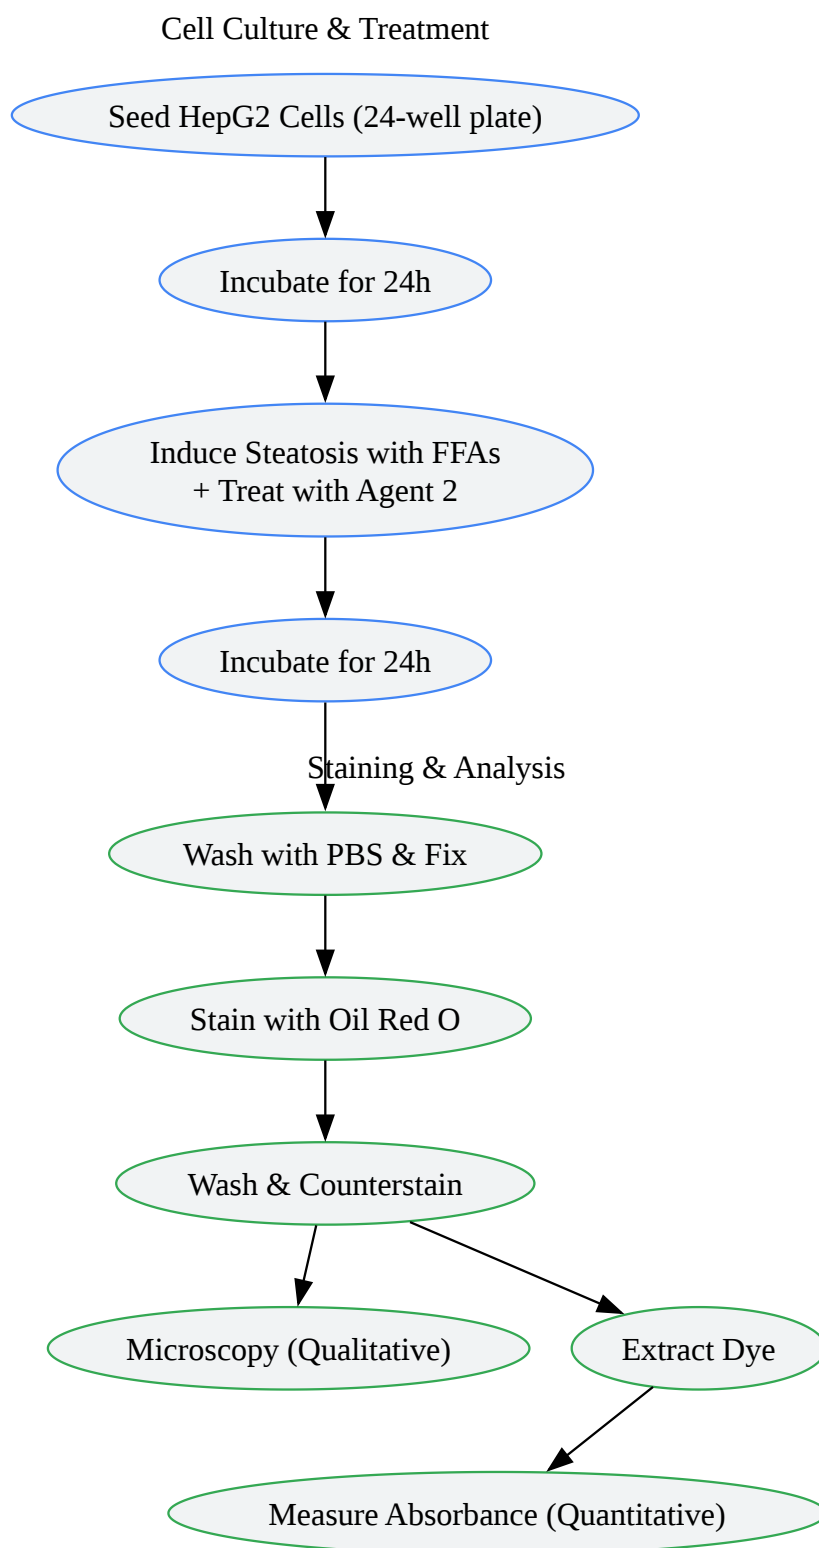 Cell Culture & Treatment
Seed HepG2 Cells (24-well plate)
Incubate for 24h
Induce Steatosis with FFAs
+ Treat with Agent 2
Incubate for 24h
Staining & Analysis
Wash with PBS & Fix
Stain with Oil Red O
Wash & Counterstain
Microscopy (Qualitative)
Extract Dye
Measure Absorbance (Quantitative)